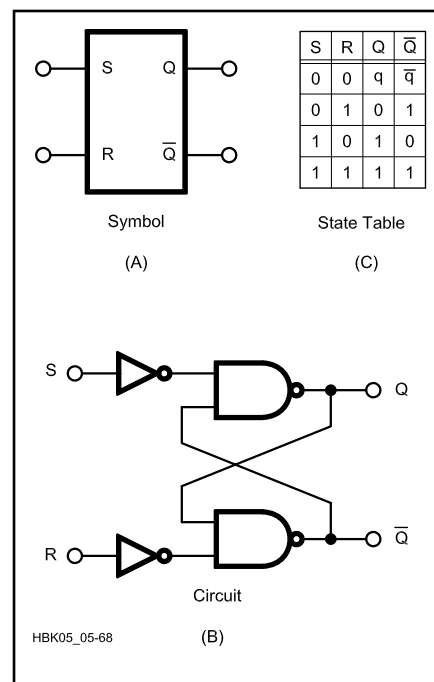 S Q
R Q̅
Symbol
(A)
S R Q Q̅
0 0 q q̅
0 1 0 1
1 0 1 0
1 1 1 1
State Table
(C)
S Q
R Q̅
Circuit
HBK05_05-68
(B)